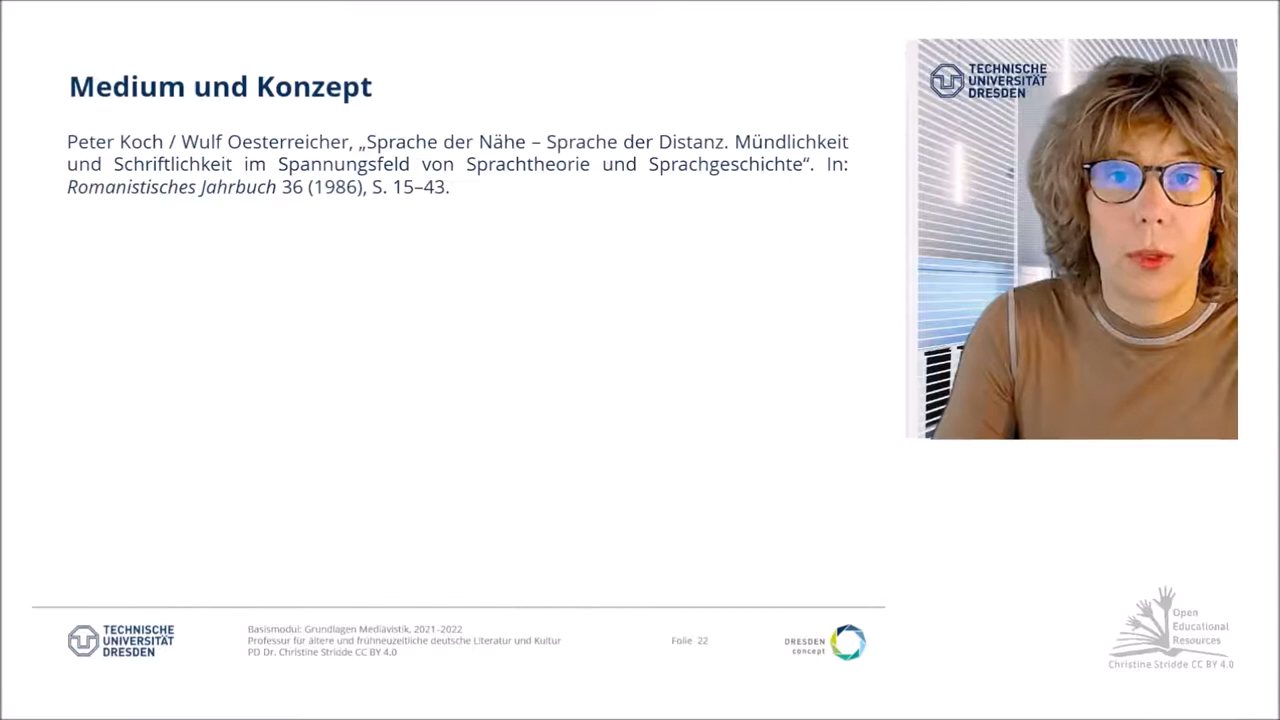 Medium und Konzept
Peter Koch / Wulf Oesterreicher, „Sprache der Nähe – Sprache der Distanz. Mündlichkeit
und Schriftlichkeit im Spannungsfeld von Sprachtheorie und Sprachgeschichte“. In:
Romanistisches Jahrbuch 36 (1986), S. 15–43.
TECHNISCHE
UNIVERSITÄT
DRESDEN
TECHNISCHE
UNIVERSITÄT
DRESDEN
Basismodul: Grundlagen Mediävistik, 2021-2022
Professur für ältere und frühneuzeitliche deutsche Literatur und Kultur
PD Dr. Christine Stridde CC BY 4.0
Folie 22
DRESDEN
concept
Open
Educational
Resources
Christine Stridde CC BY 4.0